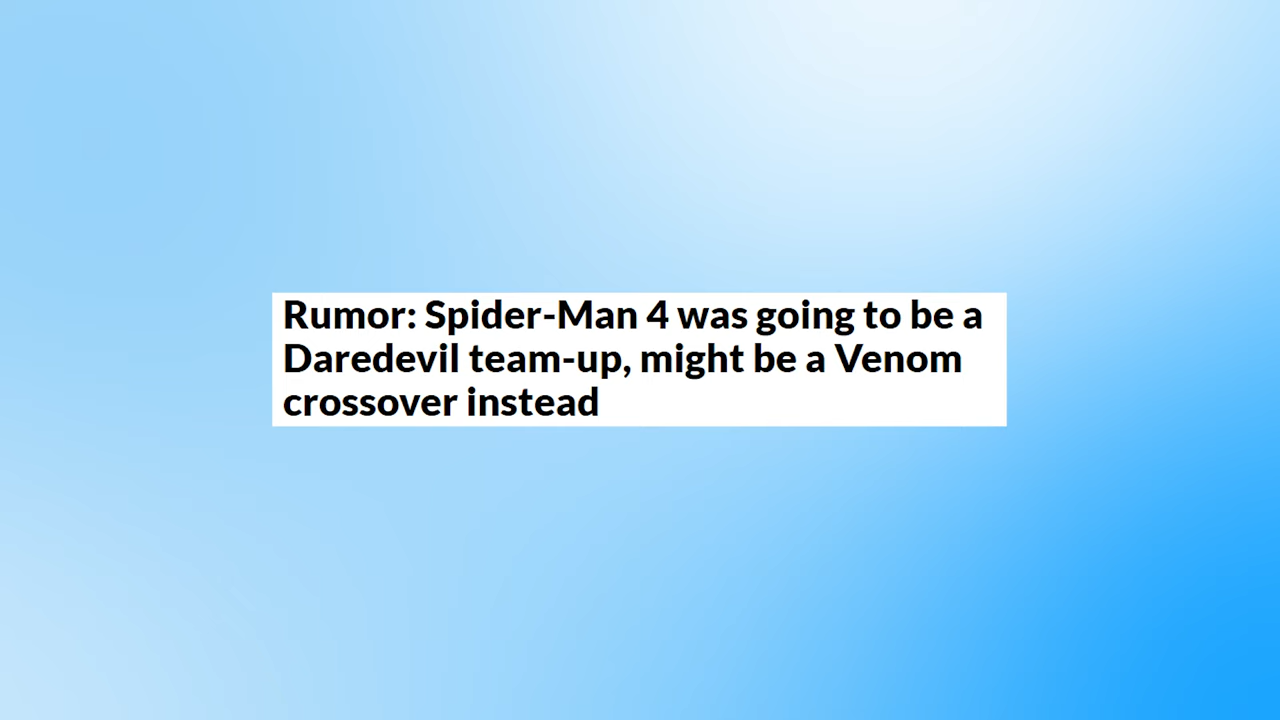 Rumor: Spider-Man 4 was going to be a
Daredevil team-up, might be a Venom
crossover instead